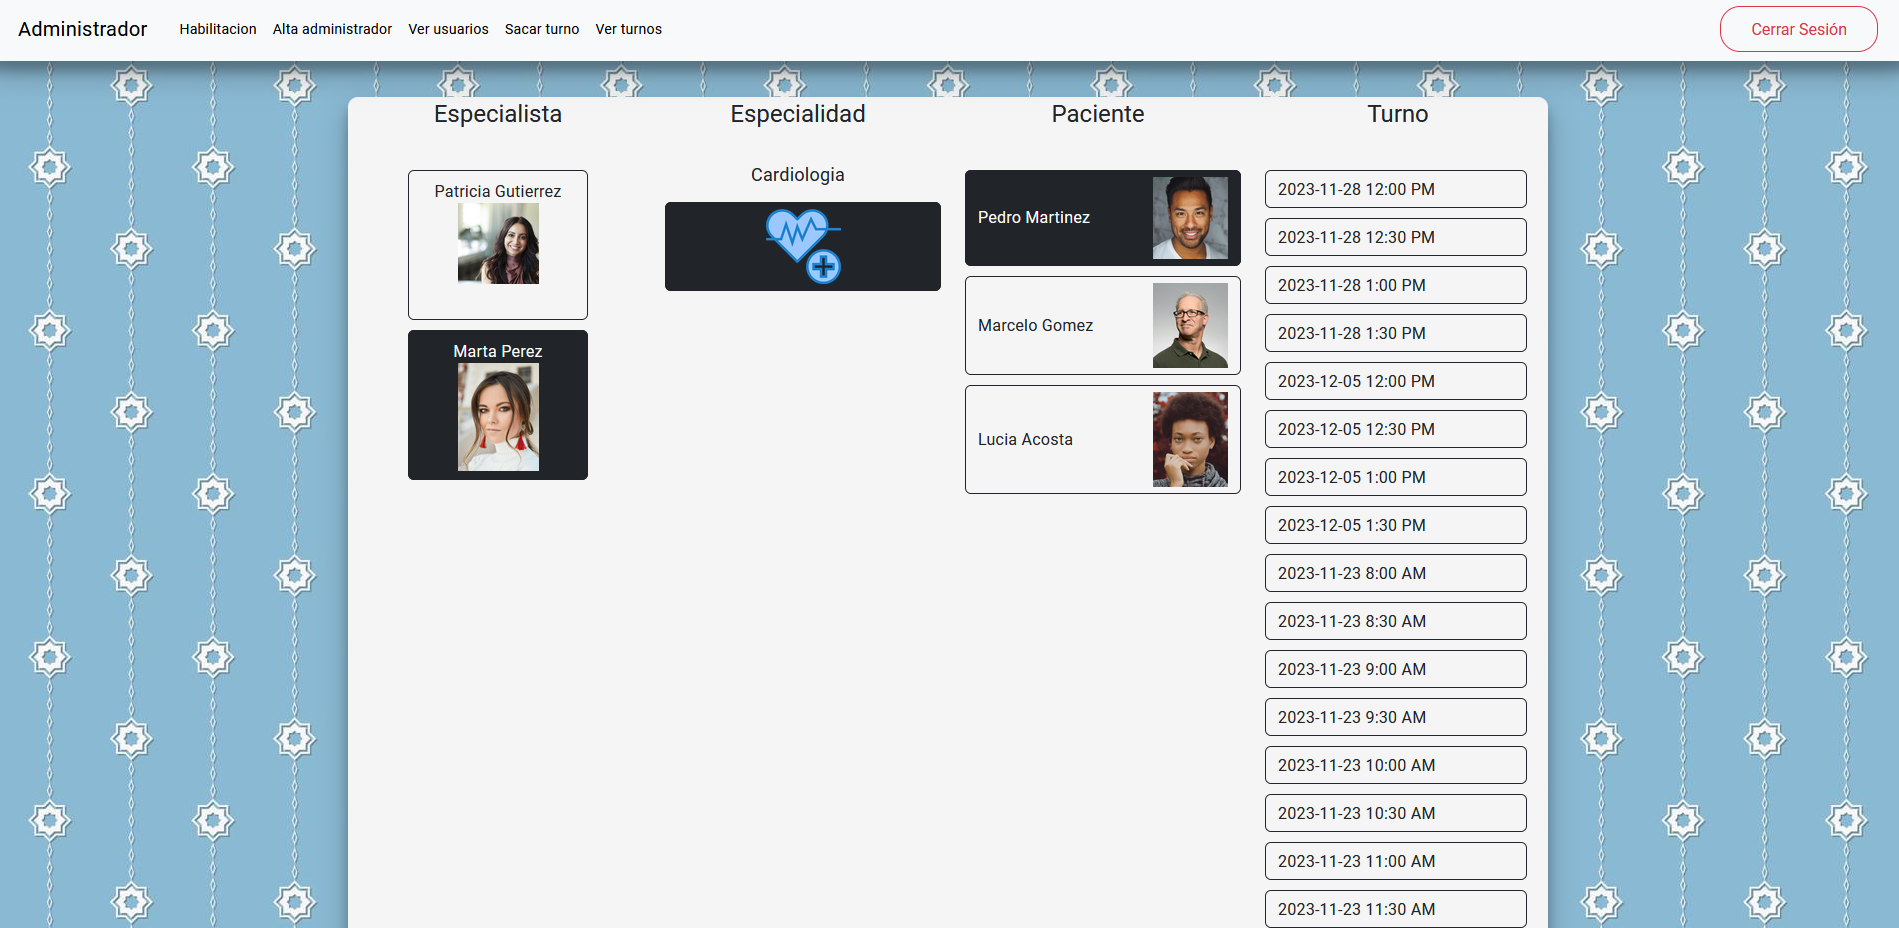 Administrador
Habilitacion
Alta administrador
Ver usuarios
Sacar turno
Ver turnos
Cerrar Sesión
Especialista
Especialidad
Paciente
Turno
Patricia Gutierrez
Marta Perez
Cardiologia
Pedro Martinez
Marcelo Gomez
Lucia Acosta
2023-11-28 12:00 PM
2023-11-28 12:30 PM
2023-11-28 1:00 PM
2023-11-28 1:30 PM
2023-12-05 12:00 PM
2023-12-05 12:30 PM
2023-12-05 1:00 PM
2023-12-05 1:30 PM
2023-11-23 8:00 AM
2023-11-23 8:30 AM
2023-11-23 9:00 AM
2023-11-23 9:30 AM
2023-11-23 10:00 AM
2023-11-23 10:30 AM
2023-11-23 11:00 AM
2023-11-23 11:30 AM